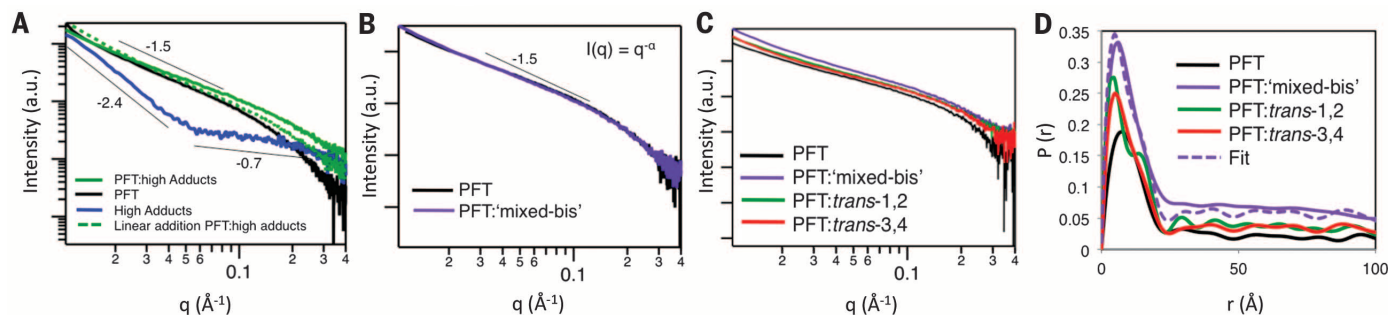 A
Intensity (a.u.)
-1.5
-2.4
-0.7
PFT:high Adducts
PFT
High Adducts
Linear addition PFT:high adducts
2 3 4 5 6 0.1 2 3 4
q (Å-1)
B
Intensity (a.u.)
I(q) = q-α
-1.5
PFT
PFT:‘mixed-bis’
2 3 4 5 6 0.1 2 3 4
q (Å-1)
C
Intensity (a.u.)
PFT
PFT:‘mixed-bis’
PFT:trans-1,2
PFT:trans-3,4
2 3 4 5 6 0.1 2 3 4
q (Å-1)
D
P (r)
0.35
0.3
0.25
0.2
0.15
0.1
0.05
0
PFT
PFT:‘mixed-bis’
PFT:trans-1,2
PFT:trans-3,4
Fit
0 50 100
r (Å)